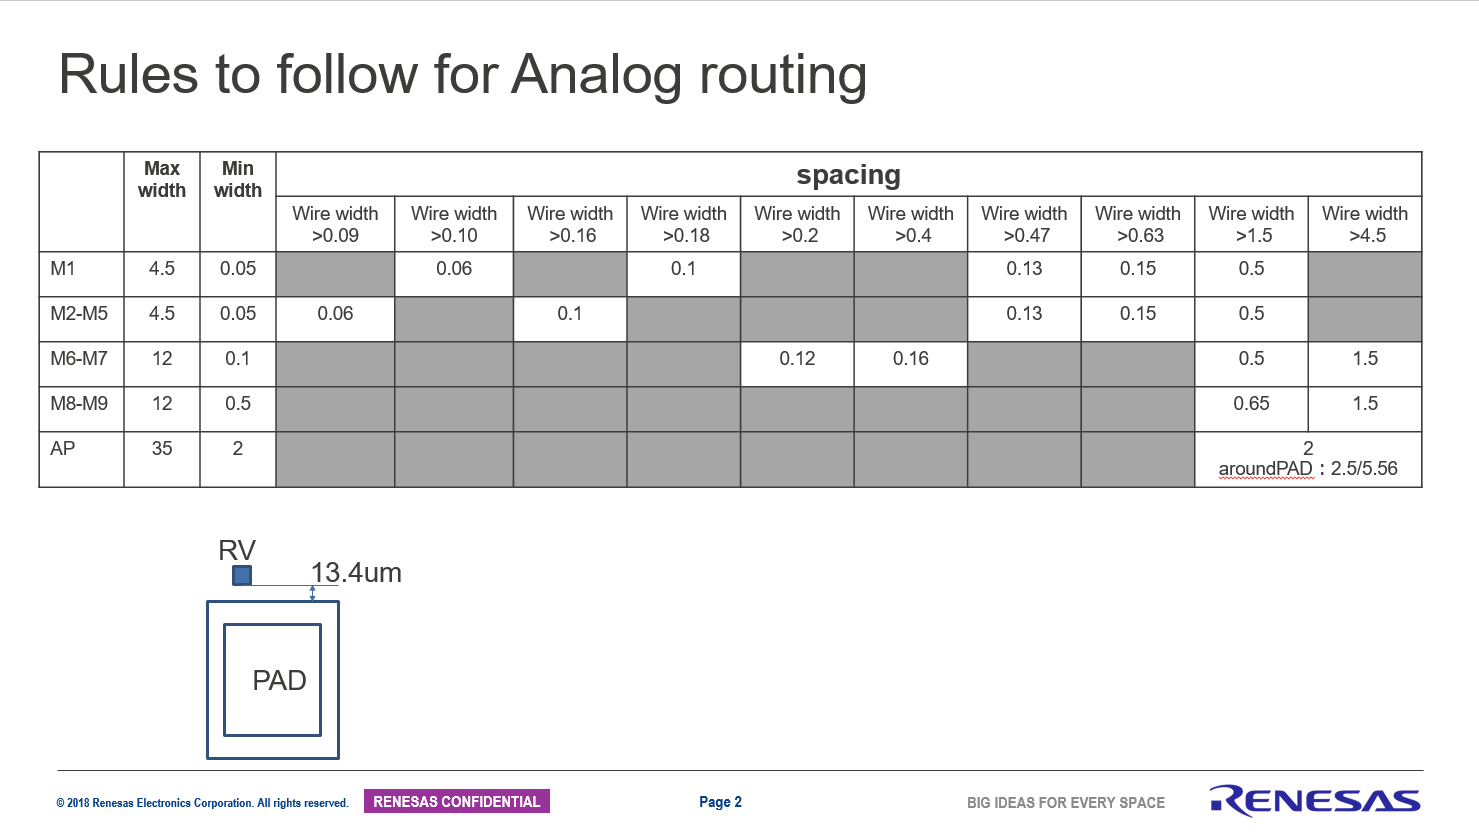 Rules to follow for Analog routing
Max width
Min width
spacing
Wire width >0.09
Wire width >0.10
Wire width >0.16
Wire width >0.18
Wire width >0.2
Wire width >0.4
Wire width >0.47
Wire width >0.63
Wire width >1.5
Wire width >4.5
M1 4.5 0.05 0.06 0.1 0.13 0.15 0.5
M2-M5 4.5 0.05 0.06 0.1 0.13 0.15 0.5
M6-M7 12 0.1 0.12 0.16 0.5 1.5
M8-M9 12 0.5 0.65 1.5
AP 35 2 2
aroundPAD：2.5/5.56
RV
13.4um
PAD
© 2018 Renesas Electronics Corporation. All rights reserved.
RENESAS CONFIDENTIAL
Page 2
BIG IDEAS FOR EVERY SPACE
RENESAS